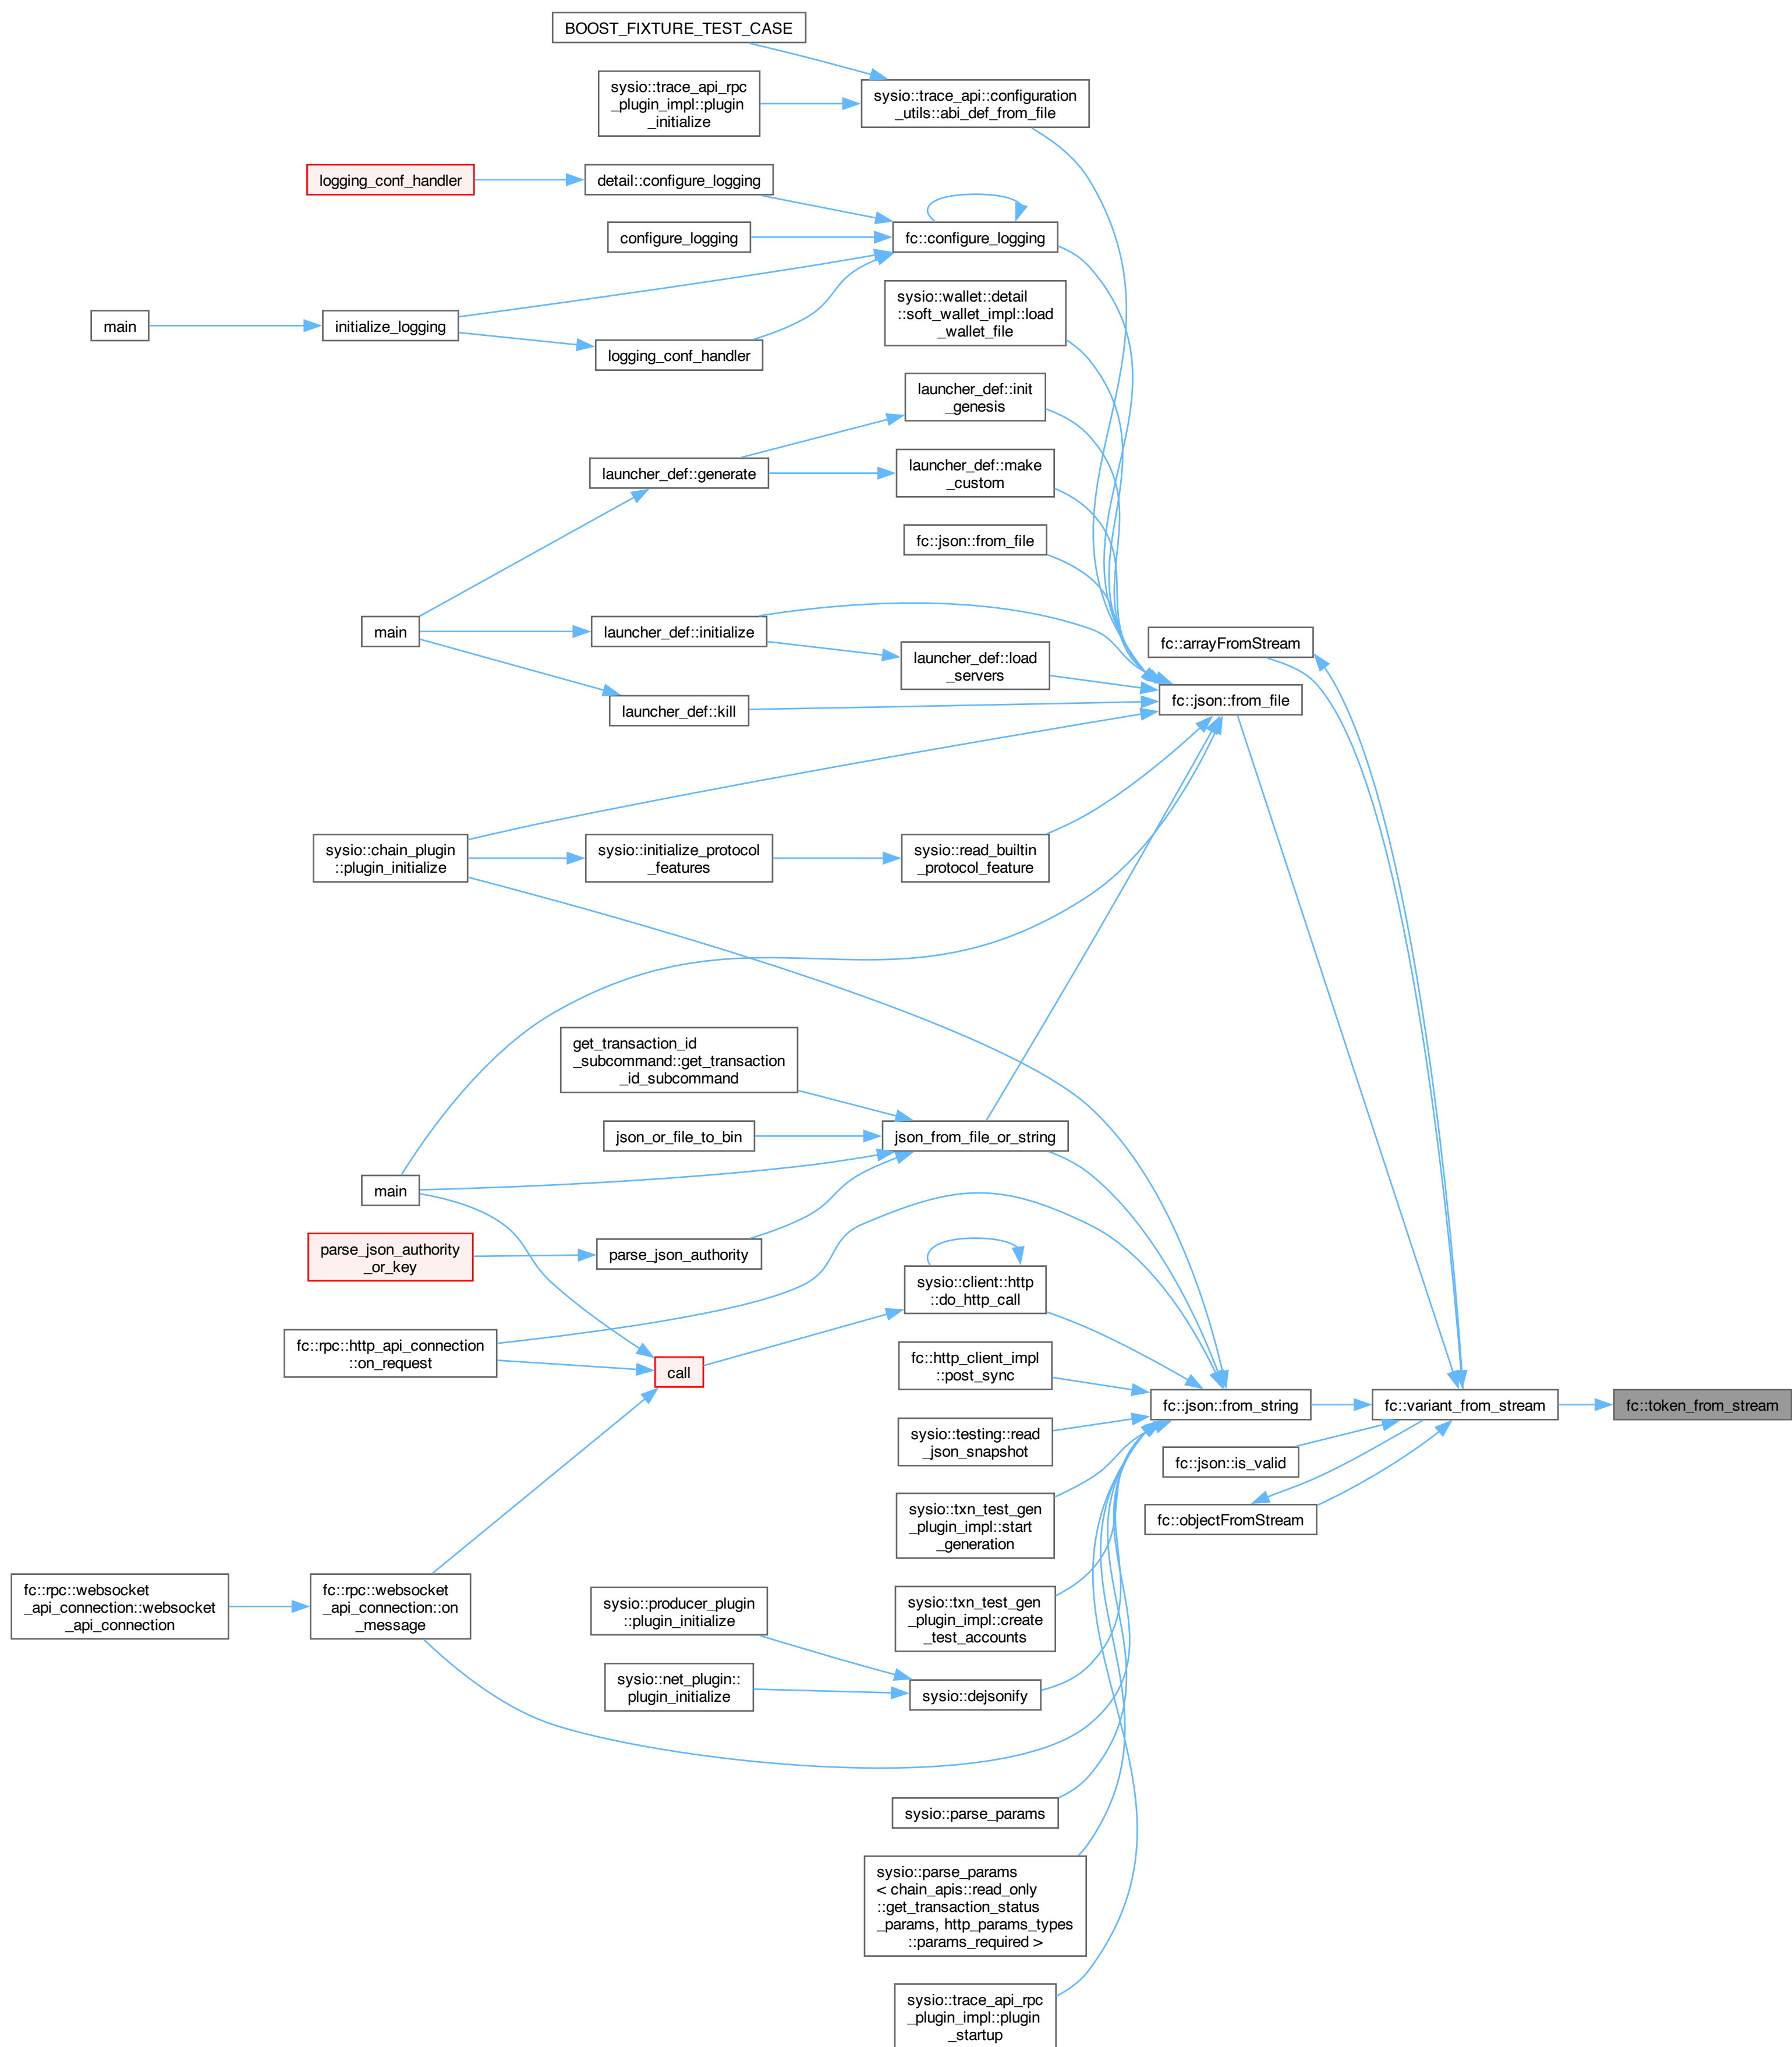 BOOST_FIXTURE_TEST_CASE
sysio::trace_api_rpc
_plugin_impl::plugin
_initialize
sysio::trace_api::configuration
_utils::abi_def_from_file
logging_conf_handler
detail::configure_logging
configure_logging
fc::configure_logging
sysio::wallet::detail
::soft_wallet_impl::load
_wallet_file
main
initialize_logging
logging_conf_handler
launcher_def::init
_genesis
launcher_def::generate
launcher_def::make
_custom
fc::json::from_file
main
launcher_def::initialize
launcher_def::load
_servers
fc::arrayFromStream
launcher_def::kill
fc::json::from_file
sysio::chain_plugin
::plugin_initialize
sysio::initialize_protocol
_features
sysio::read_builtin
_protocol_feature
get_transaction_id
_subcommand::get_transaction
_id_subcommand
json_or_file_to_bin
json_from_file_or_string
main
parse_json_authority
_or_key
parse_json_authority
sysio::client::http
::do_http_call
fc::rpc::http_api_connection
::on_request
call
fc::http_client_impl
::post_sync
fc::json::from_string
fc::variant_from_stream
fc::token_from_stream
sysio::testing::read
_json_snapshot
fc::json::is_valid
sysio::txn_test_gen
_plugin_impl::start
_generation
fc::objectFromStream
fc::rpc::websocket
_api_connection::websocket
_api_connection
fc::rpc::websocket
_api_connection::on
_message
sysio::producer_plugin
::plugin_initialize
sysio::txn_test_gen
_plugin_impl::create
_test_accounts
sysio::net_plugin::
plugin_initialize
sysio::dejsonify
sysio::parse_params
sysio::parse_params
< chain_apis::read_only
::get_transaction_status
_params, http_params_types
::params_required >
sysio::trace_api_rpc
_plugin_impl::plugin
_startup